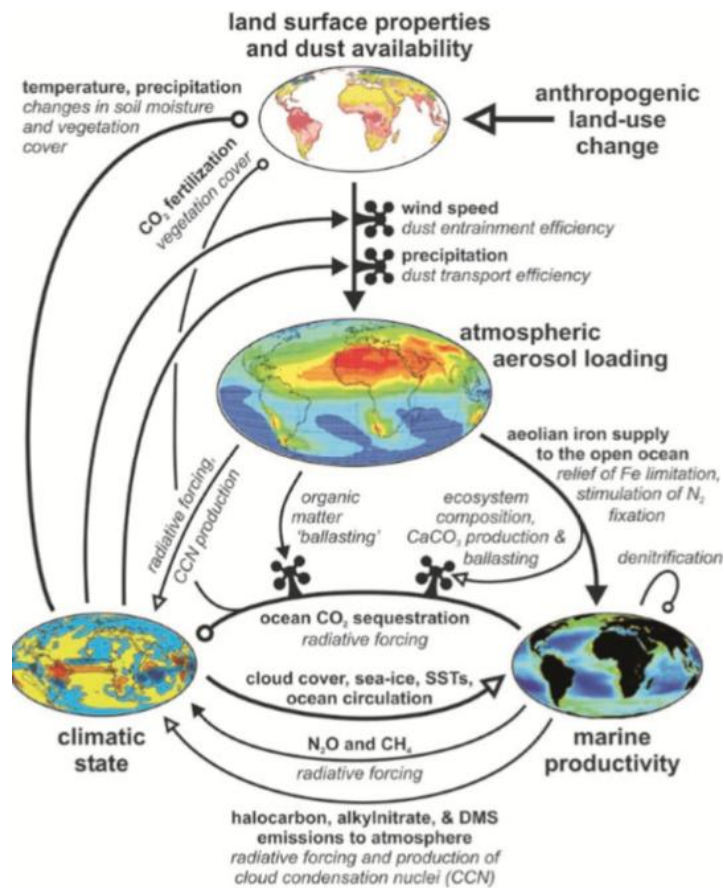 land surface properties
and dust availability
temperature, precipitation
changes in soil moisture
and vegetation
cover
anthropogenic
land-use
change
CO₂ fertilization
vegetation cover
wind speed
dust entrainment efficiency
precipitation
dust transport efficiency
atmospheric
aerosol loading
aeolian iron supply
to the open ocean
relief of Fe limitation,
stimulation of N₂
fixation
radiative forcing,
CCN production
organic
matter
'ballasting'
ecosystem
composition,
CaCO₃ production &
ballasting
denitrification
ocean CO₂ sequestration
radiative forcing
cloud cover, sea-ice, SSTs,
ocean circulation
climatic
state
N₂O and CH₄
radiative forcing
marine
productivity
halocarbon, alkylnitrate, & DMS
emissions to atmosphere
radiative forcing and production of
cloud condensation nuclei (CCN)